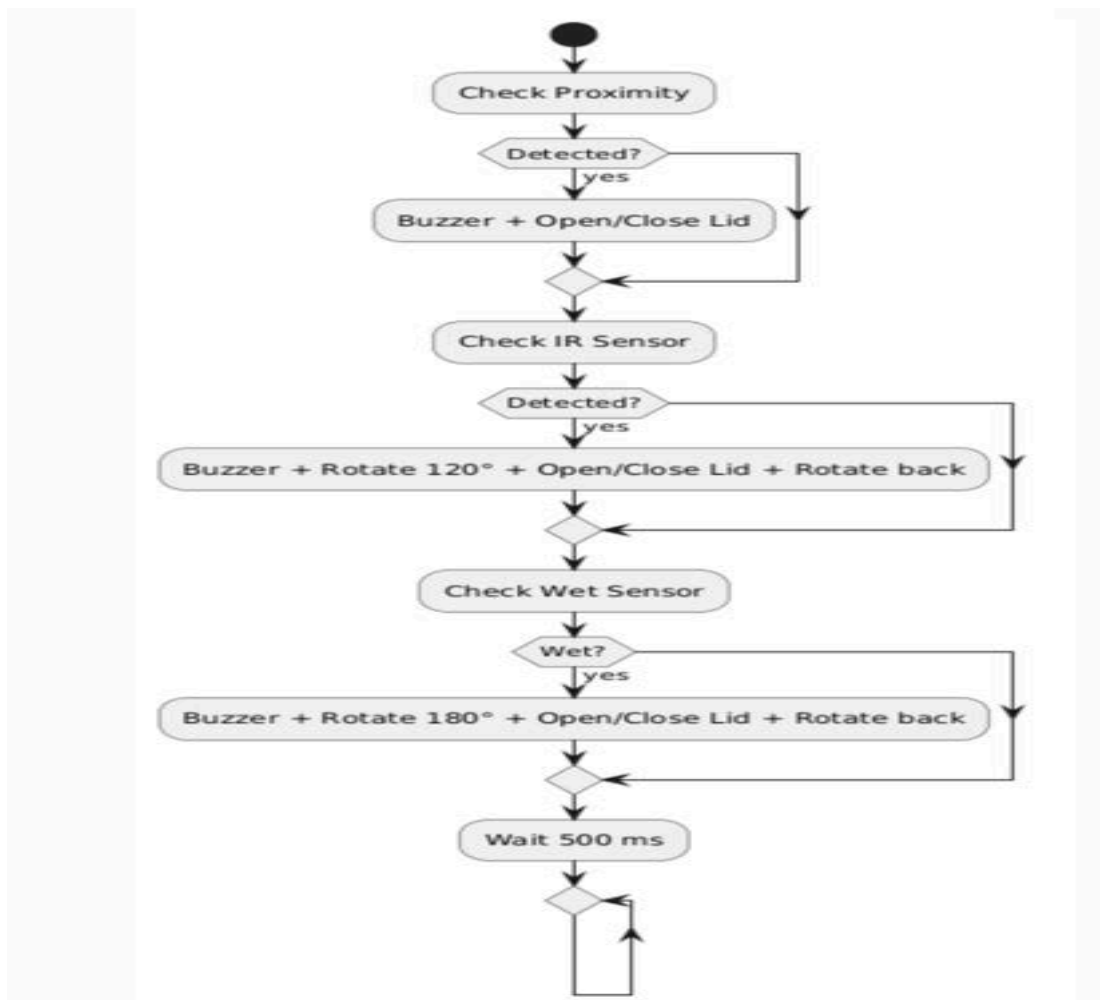 Check Proximity
Detected?
yes
Buzzer + Open/Close Lid
Check IR Sensor
Detected?
yes
Buzzer + Rotate 120° + Open/Close Lid + Rotate back
Check Wet Sensor
Wet?
yes
Buzzer + Rotate 180° + Open/Close Lid + Rotate back
Wait 500 ms